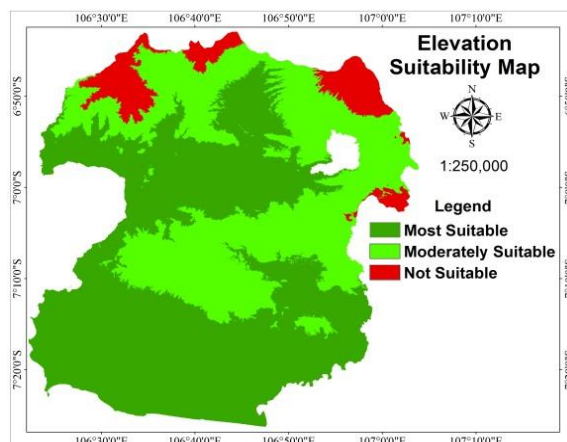 106°30'0"E 106°40'0"E 106°50'0"E 107°0'0"E 107°10'0"E
Elevation
Suitability Map
N
W E
S
1:250,000
Legend
Most Suitable
Moderately Suitable
Not Suitable
6°50'0"S
7°0'0"S
7°10'0"S
7°20'0"S
106°30'0"E 106°40'0"E 106°50'0"E 107°0'0"E 107°10'0"E